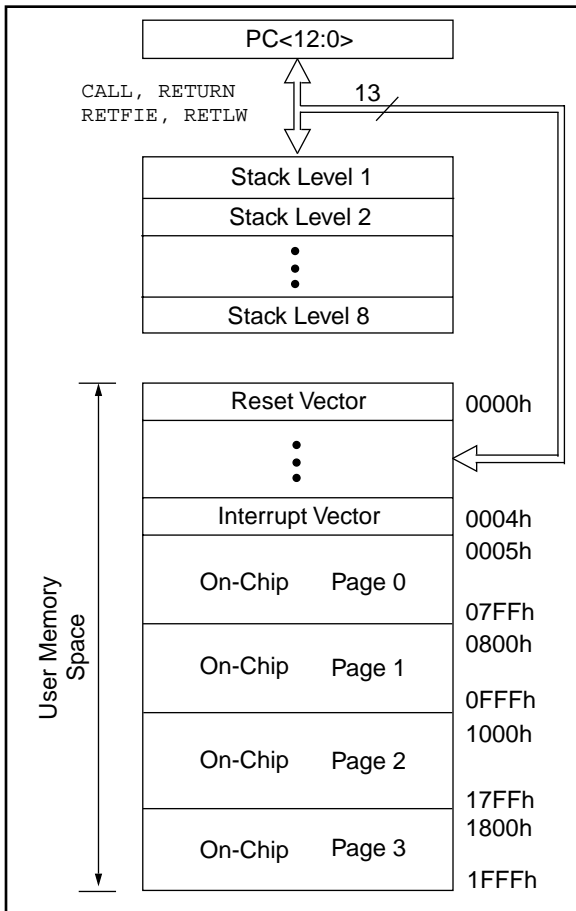 PC<12:0>
CALL, RETURN
RETFIE, RETLW
13
Stack Level 1
Stack Level 2
Stack Level 8
Reset Vector
0000h
Interrupt Vector
0004h
0005h
On-Chip Page 0
07FFh
0800h
On-Chip Page 1
0FFFh
1000h
On-Chip Page 2
17FFh
1800h
On-Chip Page 3
1FFFh
User Memory
Space